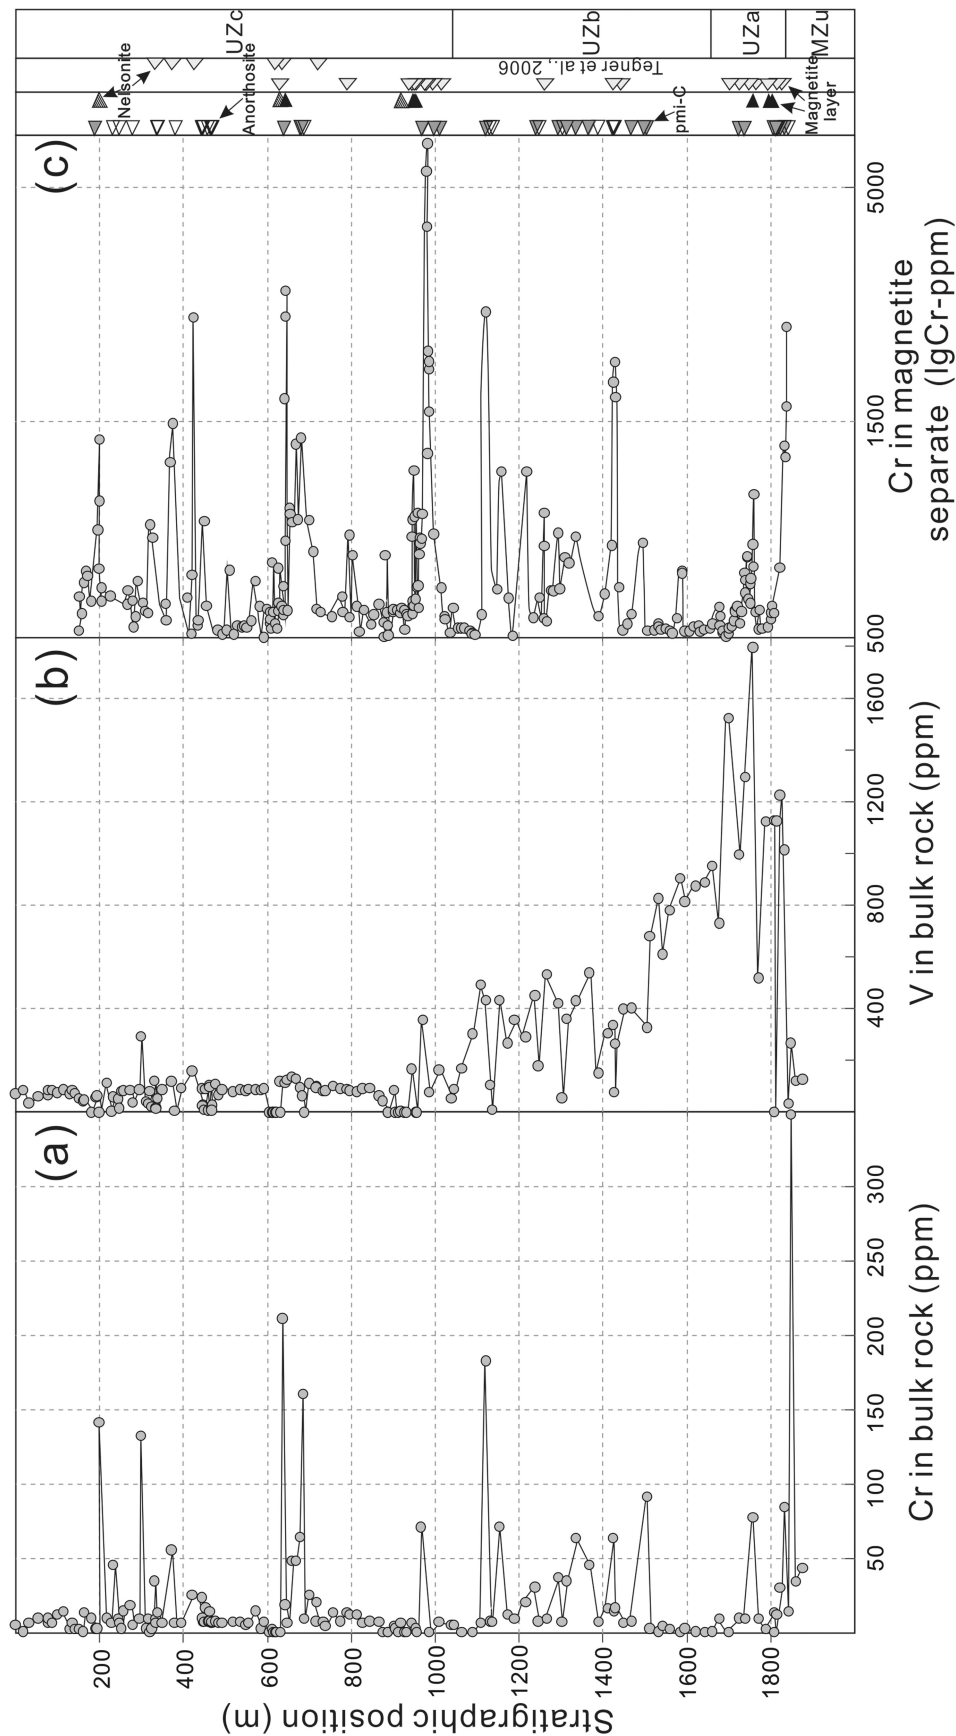 (a)
(b)
(c)
Stratigraphic position (m)
200
400
600
800
1000
1200
1400
1600
1800
50
100
150
200
250
300
Cr in bulk rock (ppm)
400
800
1200
1600
V in bulk rock (ppm)
500
1500
5000
Cr in magnetite
separate (lgCr-ppm)
Nelsonite
Anorthosite
pmi-C
Magnetite
layer
Tegner et al., 2006
UZc
UZb
UZa
MZu